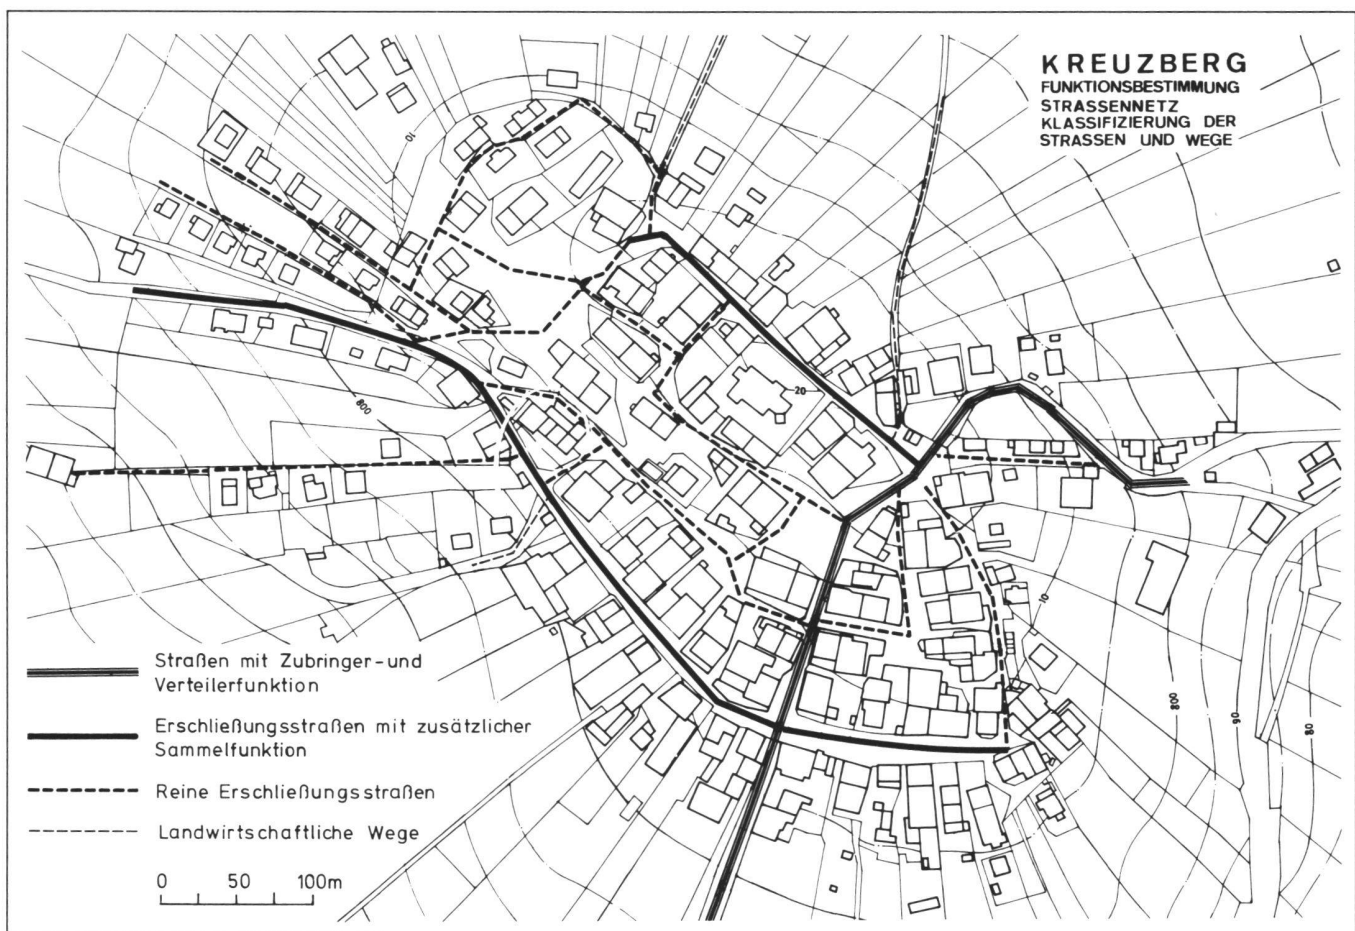 KREUZBERG
FUNKTIONSBESTIMMUNG
STRASSENNETZ
KLASSIFIZIERUNG DER
STRASSEN UND WEGE
10
800
20
10
800
90
80
Straßen mit Zubringer-und
Verteilerfunktion
Erschließungsstraßen mit zusätzlicher
Sammelfunktion
Reine Erschließungsstraßen
Landwirtschaftliche Wege
0 50 100m